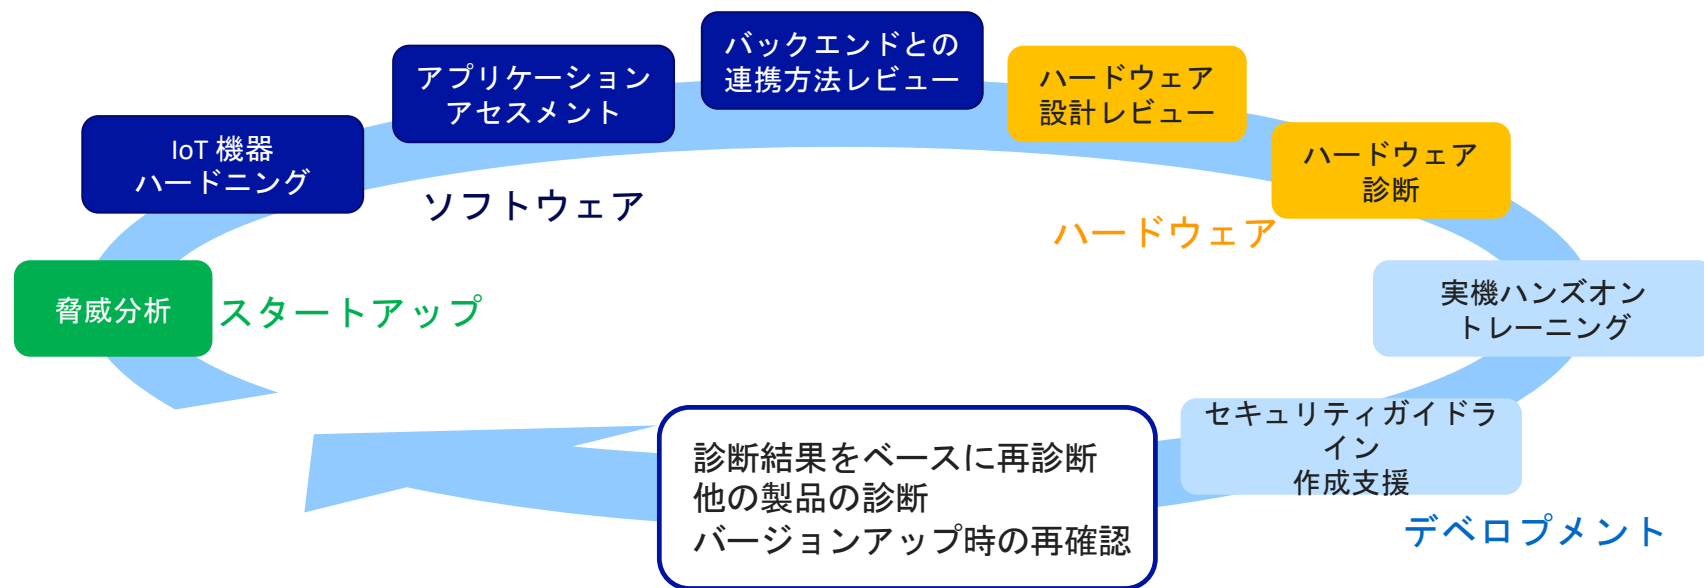 バックエンドとの
連携方法レビュー
アプリケーション
アセスメント
ハードウェア
設計レビュー
IoT 機器
ハードニング
ハードウェア
診断
ソフトウェア
ハードウェア
脅威分析
スタートアップ
実機ハンズオン
トレーニング
セキュリティガイドラ
イン
作成支援
診断結果をベースに再診断
他の製品の診断
バージョンアップ時の再確認
デベロプメント